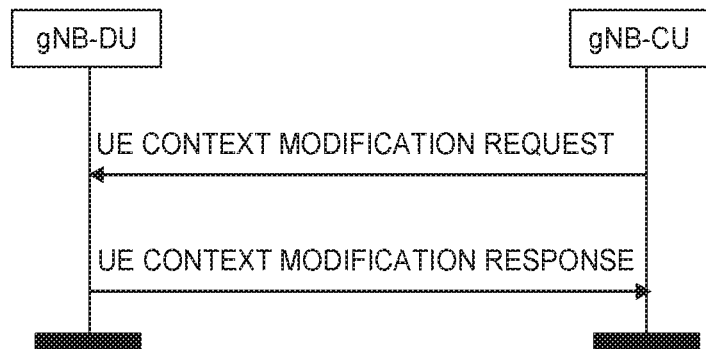 gNB-DU
gNB-CU
UE CONTEXT MODIFICATION REQUEST
UE CONTEXT MODIFICATION RESPONSE